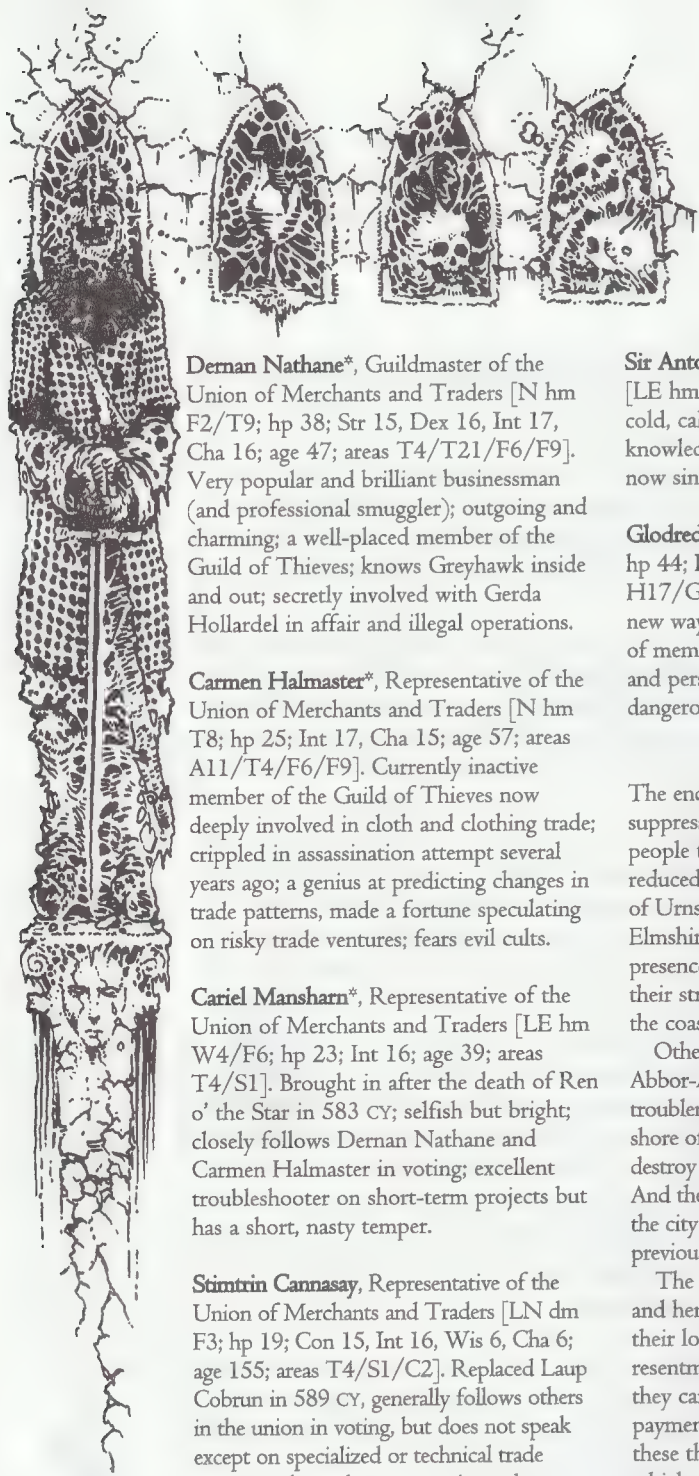 Dernan Nathane*, Guildmaster of the
Union of Merchants and Traders [N hm
F2/T9; hp 38; Str 15, Dex 16, Int 17,
Cha 16; age 47; areas T4/T21/F6/F9].
Very popular and brilliant businessman
(and professional smuggler); outgoing and
charming; a well-placed member of the
Guild of Thieves; knows Greyhawk inside
and out; secretly involved with Gerda
Hollardel in affair and illegal operations.
Carmen Halmaster*, Representative of the
Union of Merchants and Traders [N hm
T8; hp 25; Int 17, Cha 15; age 57; areas
A11/T4/F6/F9]. Currently inactive
member of the Guild of Thieves now
deeply involved in cloth and clothing trade;
crippled in assassination attempt several
years ago; a genius at predicting changes in
trade patterns, made a fortune speculating
on risky trade ventures; fears evil cults.
Cariel Mansharn*, Representative of the
Union of Merchants and Traders [LE hm
W4/F6; hp 23; Int 16; age 39; areas
T4/S1]. Brought in after the death of Ren
o' the Star in 583 CY; selfish but bright;
closely follows Dernan Nathane and
Carmen Halmaster in voting; excellent
troubleshooter on short-term projects but
has a short, nasty temper.
Stimtrin Cannasay, Representative of the
Union of Merchants and Traders [LN dm
F3; hp 19; Con 15, Int 16, Wis 6, Cha 6;
age 155; areas T4/S1/C2]. Replaced Laup
Cobrun in 589 CY, generally follows others
in the union in voting, but does not speak
except on specialized or technical trade
Sir Anto
[LE hm
cold, cal
knowled
now sin
Glodred
hp 44; I
H17/G
new way
of mem
and pers
dangero
The end
suppress
people t
reduced
of Urns
Elmshir
presence
their str
the coas
Othe
Abbor-A
troubler
shore of
destroy
And the
the city
previou
The
and her
their lo
resentm
they ca
paymer
these th